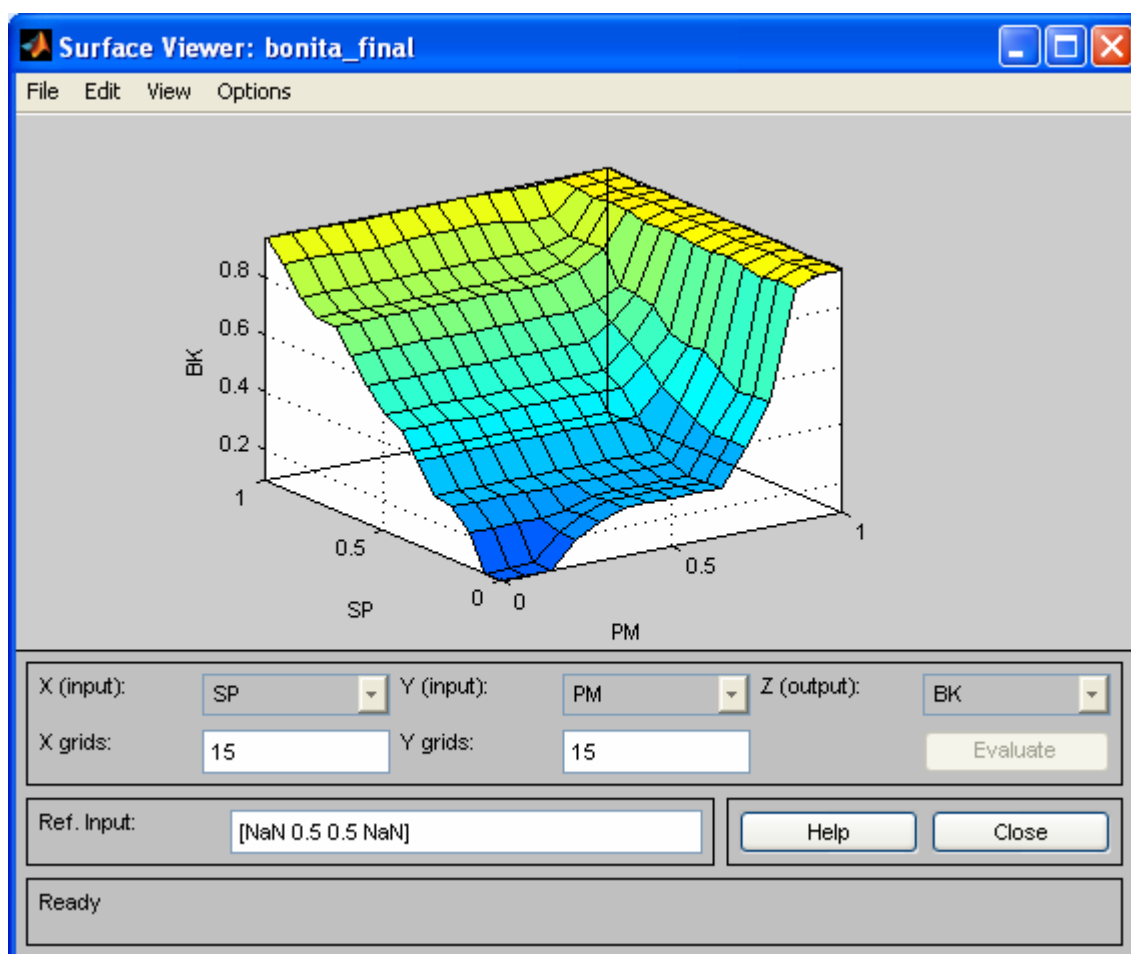 Surface Viewer: bonita_final
File Edit View Options
0.8
0.6
0.4
0.2
BK
1
0.5
0
SP
0
0.5
1
PM
X (input): SP Y (input): PM Z (output): BK
X grids: 15 Y grids: 15 Evaluate
Ref. Input: [NaN 0.5 0.5 NaN] Help Close
Ready